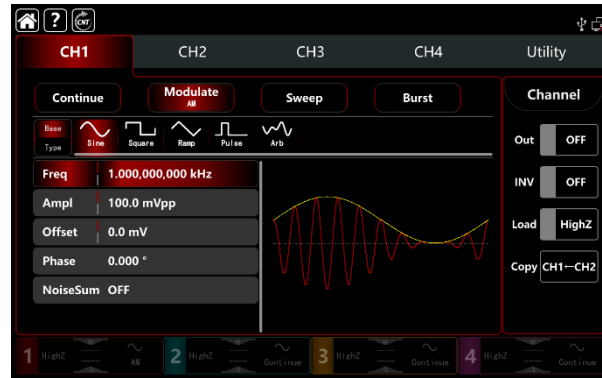 ? CNT
CH1 CH2 CH3 CH4 Utility
Continue Modulate Sweep Burst Channel
AM
Base
Type Sine Square Ramp Pulse Arb
Out OFF
Freq 1.000,000,000 kHz
INV OFF
Ampl 100.0 mVpp
Offset 0.0 mV
Load HighZ
Phase 0.000 °
Copy CH1←CH2
NoiseSum OFF
1 HighZ AM 2 HighZ Continue 3 HighZ Continue 4 HighZ Continue